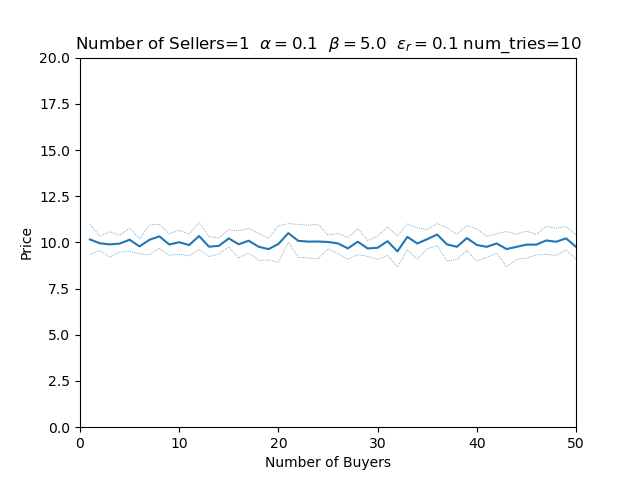 Number of Sellers=1 α = 0.1 β = 5.0 εᵣ = 0.1 num_tries=10
20.0
17.5
15.0
12.5
10.0
7.5
5.0
2.5
0.0
Price
0 10 20 30 40 50
Number of Buyers